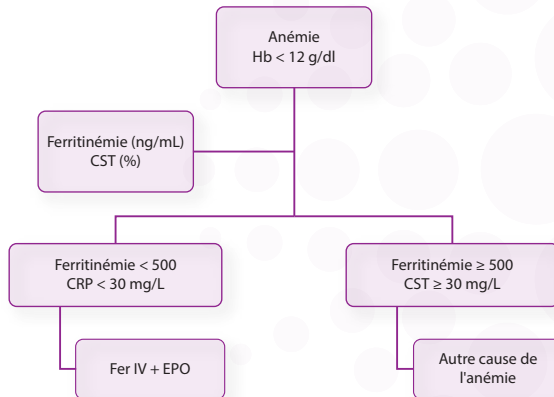 Anémie
Hb < 12 g/dl
Ferritinémie (ng/mL)
CST (%)
Ferritinémie < 500
CRP < 30 mg/L
Ferritinémie ≥ 500
CST ≥ 30 mg/L
Fer IV + EPO
Autre cause de
l'anémie